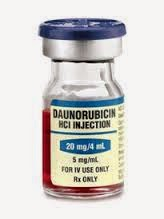 DAUNORUBICIN
HCl INJECTION
20 mg/4 mL
5 mg/mL
FOR IV USE ONLY
Rx ONLY